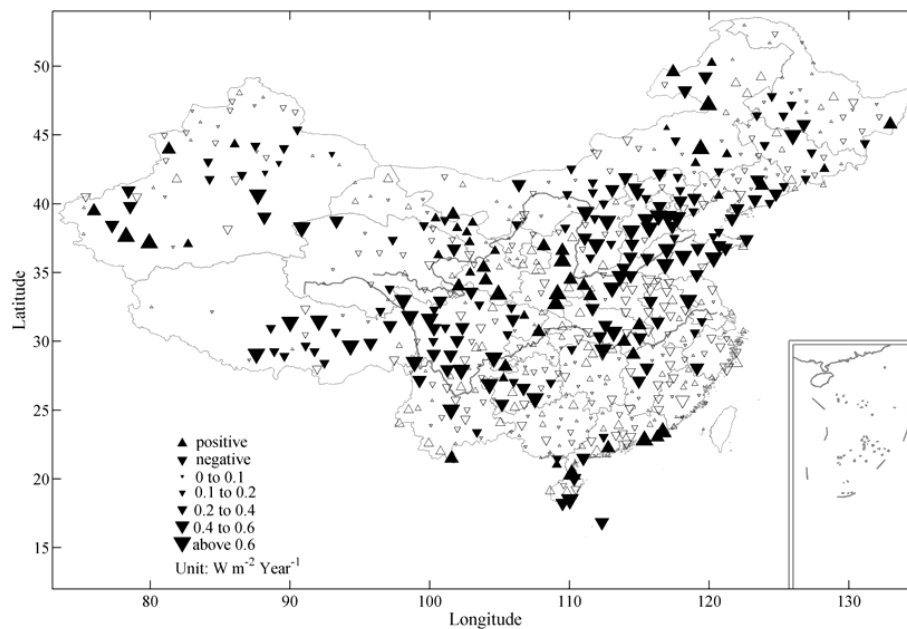 50
45
40
35
30
25
20
15
Latitude
positive
negative
0 to 0.1
0.1 to 0.2
0.2 to 0.4
0.4 to 0.6
above 0.6
Unit: W m⁻² Year⁻¹
80 90 100 110 120 130
Longitude